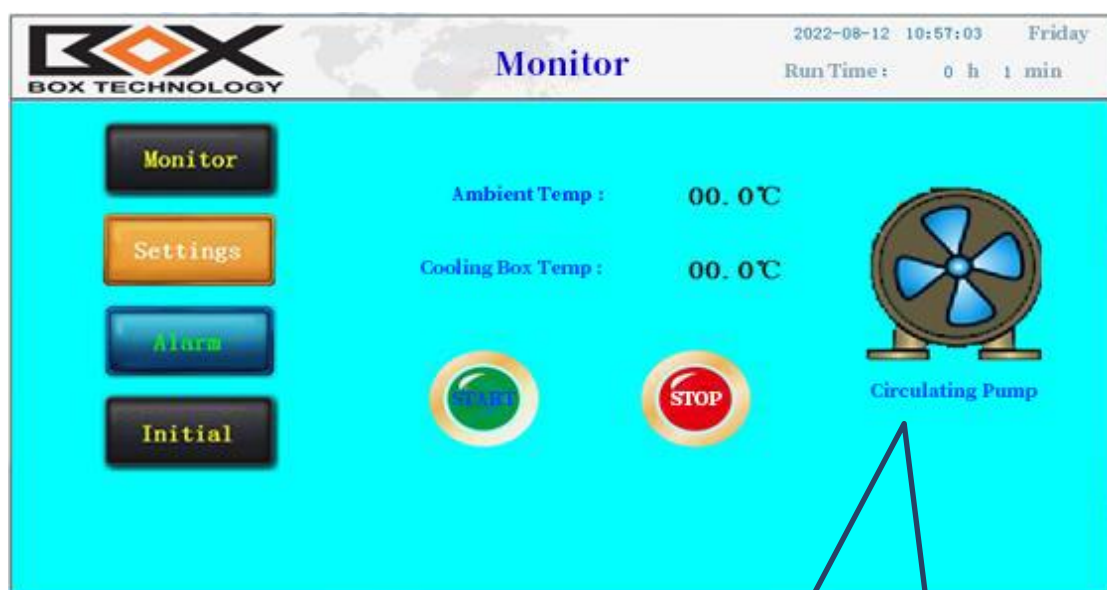 BOX
BOX TECHNOLOGY
Monitor
2022-08-12 10:57:03 Friday
Run Time: 0 h 1 min
Monitor
Settings
Alarm
Initial
Ambient Temp : 00.0℃
Cooling Box Temp : 00.0℃
START
STOP
Circulating Pump